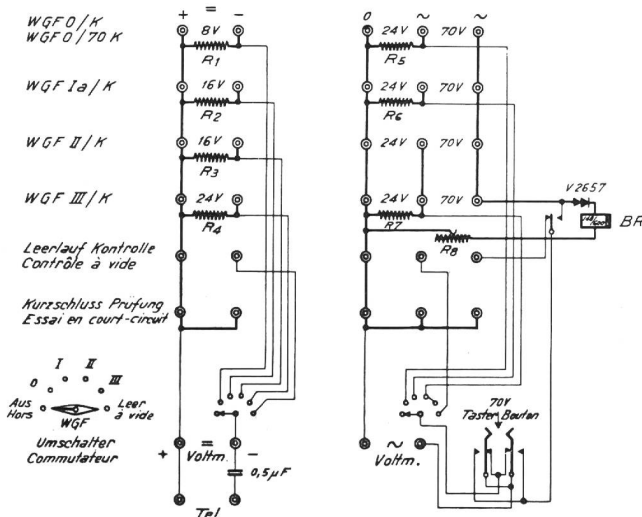 + = - 0 ~ ~
WGF 0/K 8V 24V 70V
WGF 0/70 K
R1 R5
WGF Ia/K 16V 24V 70V
R2 R6
WGF II/K 16V 24V 70V
R3
V2657
WGF III/K 24V 24V 70V
R4 R7 BR
R8
Leerlauf Kontrolle
Contrôle à vide
Kurzschluss Prüfung
Essai en court-circuit
I II
0 III
Aus Leer
Hors à vide
WGF
70V
Taster Bouton
Umschalter
Commutateur
+ = Voltm. - ~ Voltm.
0,5µF
Tel